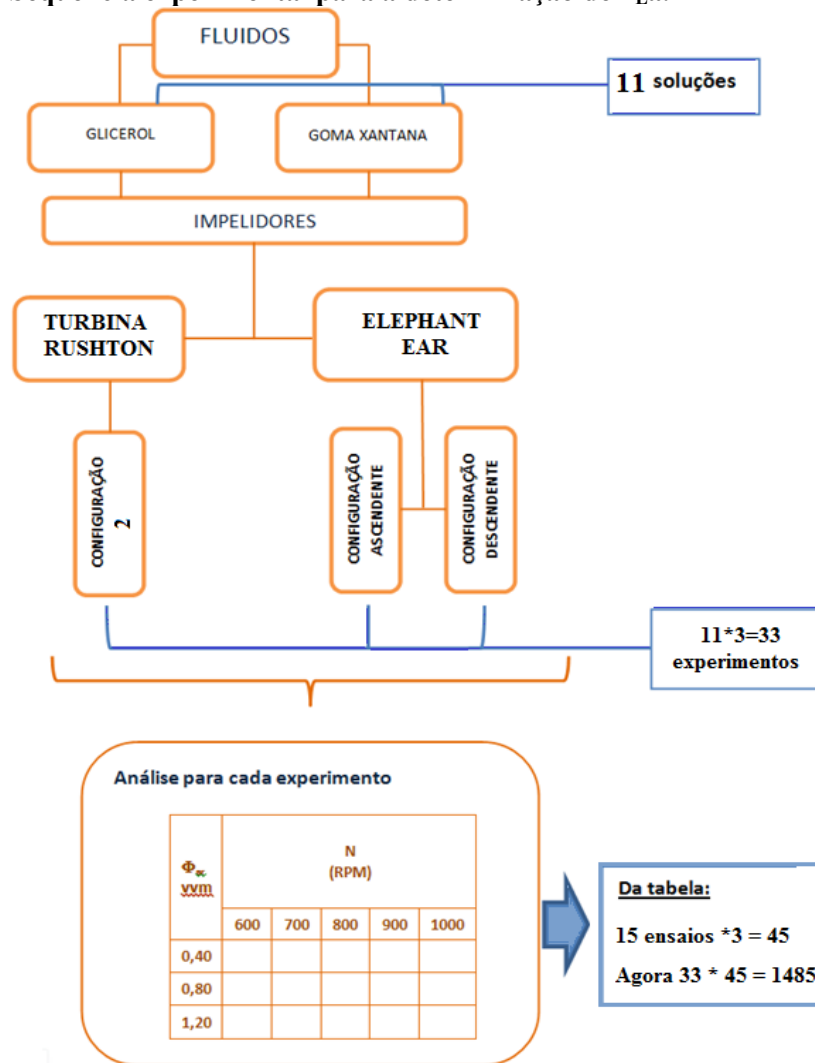 FLUIDOS
11 soluções
GLICEROL
GOMA XANTANA
IMPELIDORES
TURBINA
RUSHTON
ELEPHANT
EAR
CONFIGURAÇÃO
2
CONFIGURAÇÃO
ASCENDENTE
CONFIGURAÇÃO
DESCENDENTE
11*3=33
experimentos
Análise para cada experimento
N
(RPM)
vvm
600 700 800 900 1000
0,40
0,80
1,20
Da tabela:
15 ensaios *3 = 45
Agora 33 * 45 = 1485